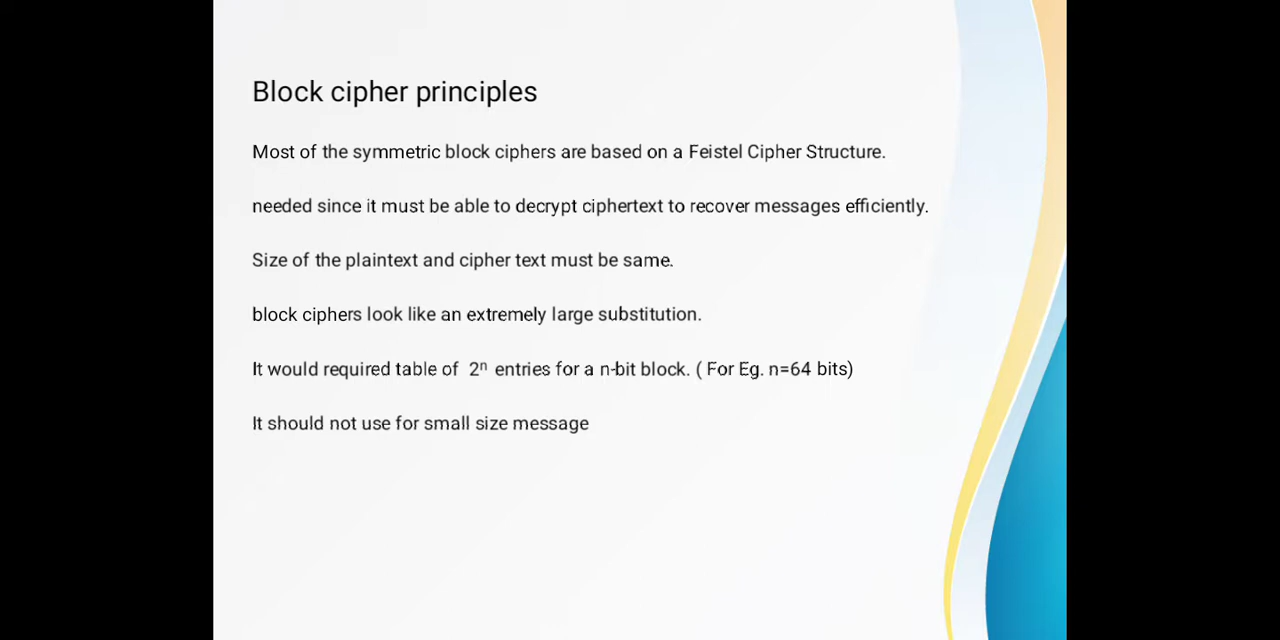 Block cipher principles
Most of the symmetric block ciphers are based on a Feistel Cipher Structure.
needed since it must be able to decrypt ciphertext to recover messages efficiently.
Size of the plaintext and cipher text must be same.
block ciphers look like an extremely large substitution.
It would required table of 2ⁿ entries for a n-bit block. ( For Eg. n=64 bits)
It should not use for small size message